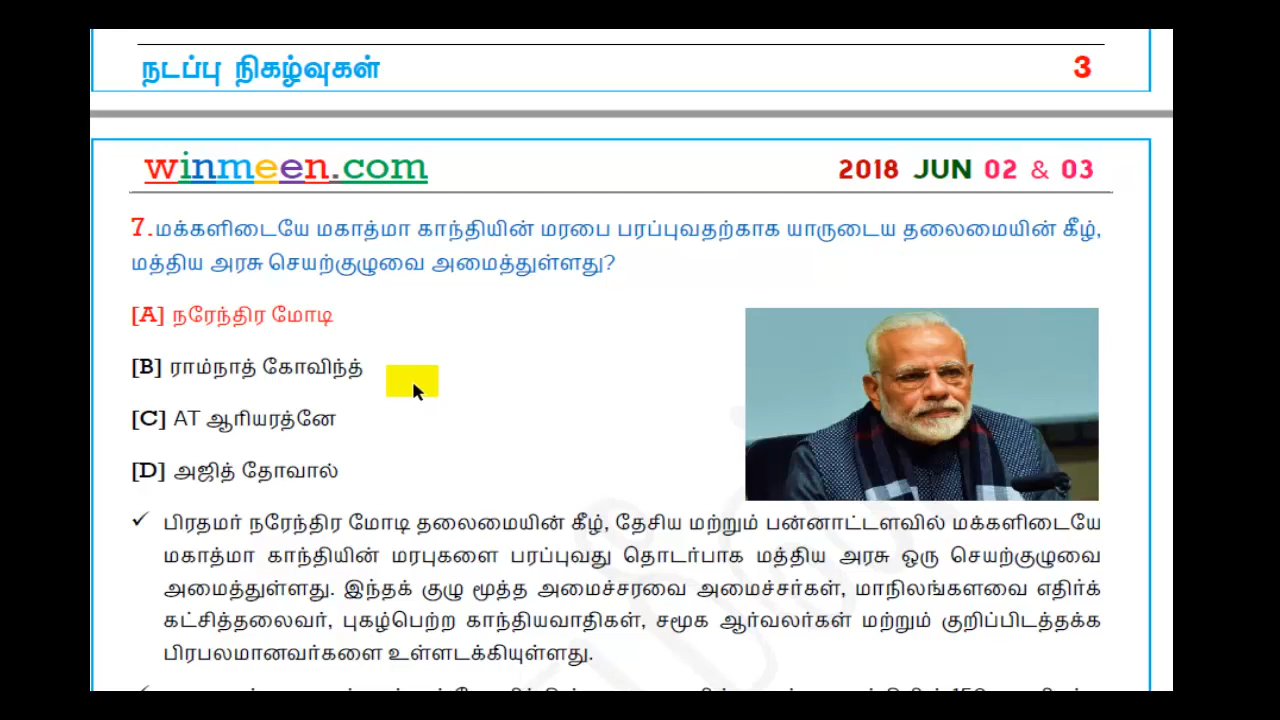 நடப்பு நிகழ்வுகள் 3
winmeen.com 2018 JUN 02 & 03
7.மக்களிடையே மகாத்மா காந்தியின் மரபை பரப்புவதற்காக யாருடைய தலைமையின் கீழ்,
மத்திய அரசு செயற்குழுவை அமைத்துள்ளது?
[A] நரேந்திர மோடி
[B] ராம்நாத் கோவிந்த்
[C] AT ஆரியரத்னே
[D] அஜித் தோவால்
✓ பிரதமர் நரேந்திர மோடி தலைமையின் கீழ், தேசிய மற்றும் பன்னாட்டளவில் மக்களிடையே
மகாத்மா காந்தியின் மரபுகளை பரப்புவது தொடர்பாக மத்திய அரசு ஒரு செயற்குழுவை
அமைத்துள்ளது. இந்தக் குழு மூத்த அமைச்சரவை அமைச்சர்கள், மாநிலங்களவை எதிர்க்
கட்சித்தலைவர், புகழ்பெற்ற காந்தியவாதிகள், சமூக ஆர்வலர்கள் மற்றும் குறிப்பிடத்தக்க
பிரபலமானவர்களை உள்ளடக்கியுள்ளது.